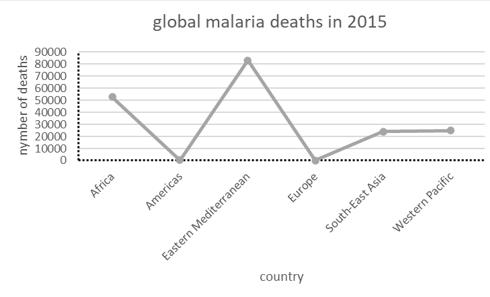 global malaria deaths in 2015
nymber of deaths
90000
80000
70000
60000
50000
40000
30000
20000
10000
0
Africa
Americas
Eastern Mediterranean
Europe
South-East Asia
Western Pacific
country